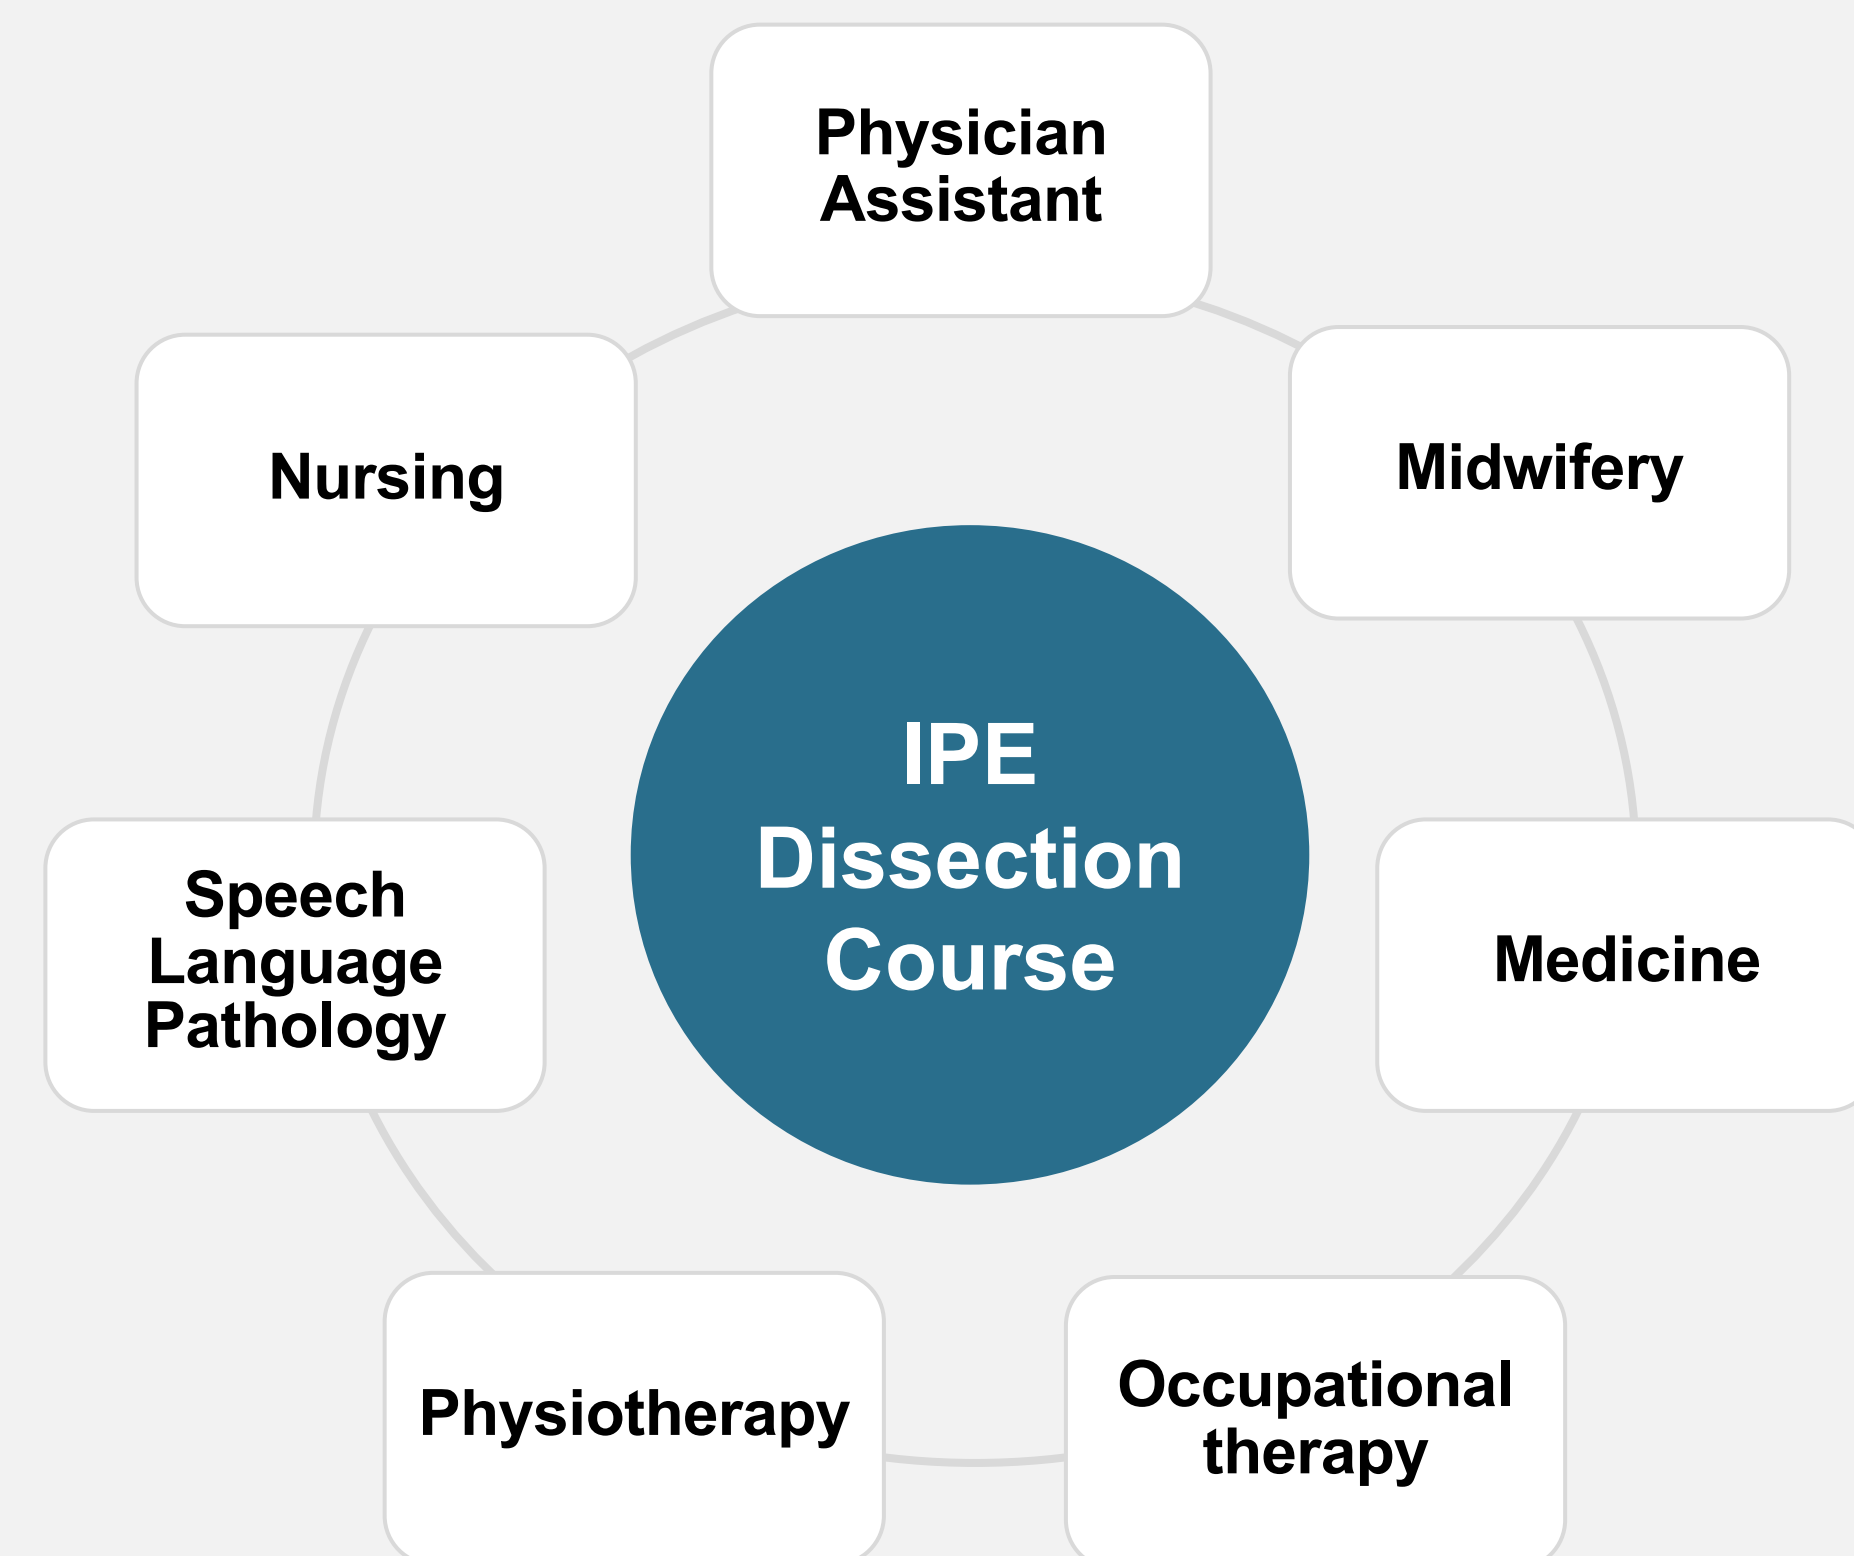 Physician
Assistant
Nursing
Midwifery
IPE
Dissection
Course
Speech
Language
Pathology
Medicine
Physiotherapy
Occupational
therapy